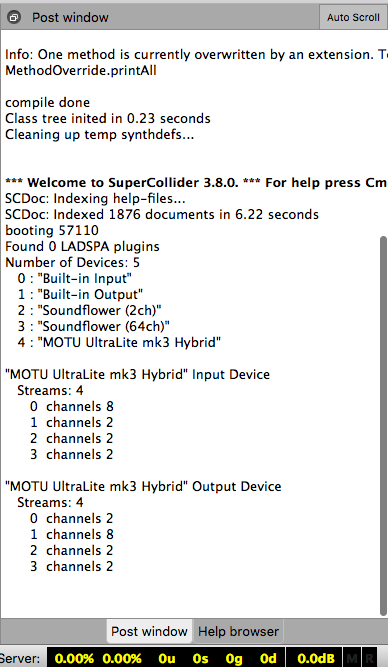 Post window
Auto Scroll
Info: One method is currently overwritten by an extension.
MethodOverride.printAll
compile done
Class tree inited in 0.23 seconds
Cleaning up temp synthdefs...
*** Welcome to SuperCollider 3.8.0. *** For help press
SCDoc: Indexing help-files...
SCDoc: Indexed 1876 documents in 6.22 seconds
booting 57110
Found 0 LADSPA plugins
Number of Devices: 5
0 : "Built-in Input"
1 : "Built-in Output"
2 : "Soundflower (2ch)"
3 : "Soundflower (64ch)"
4 : "MOTU UltraLite mk3 Hybrid"
"MOTU UltraLite mk3 Hybrid" Input Device
Streams: 4
0 channels 8
1 channels 2
2 channels 2
3 channels 2
"MOTU UltraLite mk3 Hybrid" Output Device
Streams: 4
0 channels 2
1 channels 8
2 channels 2
3 channels 2
Post window Help browser
Server: 0.00% 0.00% 0u 0s 0g 0d 0.0dB M R